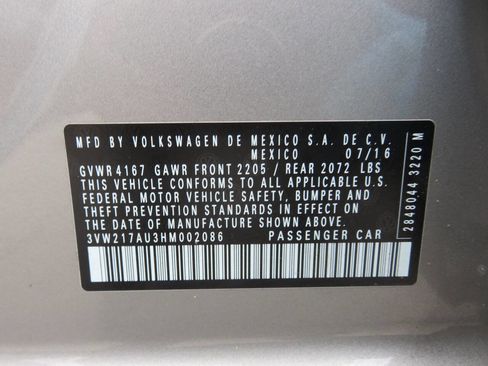 MFD BY VOLKSWAGEN DE MEXICO S.A. DE C.V.
MEXICO 07/16
GVWR 4167 GAWR FRONT 2205 / REAR 2072 LBS
THIS VEHICLE CONFORMS TO ALL APPLICABLE U.S.
FEDERAL MOTOR VEHICLE SAFETY, BUMPER AND
THEFT PREVENTION STANDARDS IN EFFECT ON
THE DATE OF MANUFACTURE SHOWN ABOVE.
3VW217AU3HM002086 PASSENGER CAR
2848044 3220 M